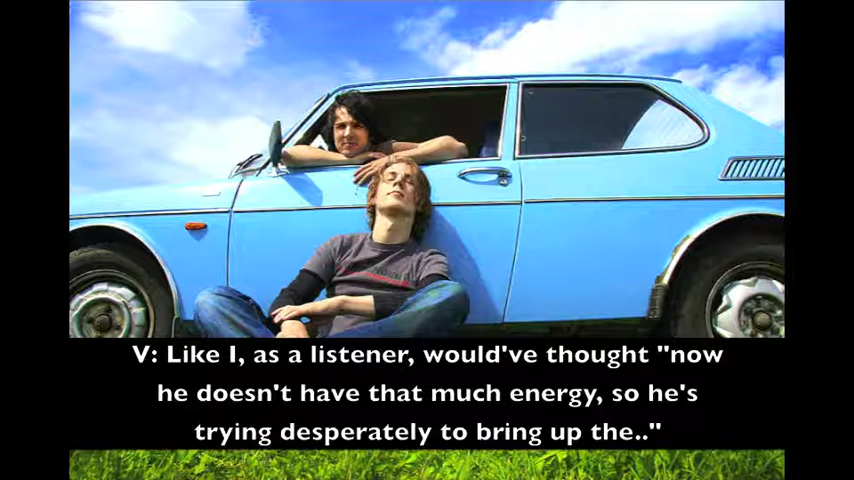 V: Like I, as a listener, would've thought "now
he doesn't have that much energy, so he's
trying desperately to bring up the.."